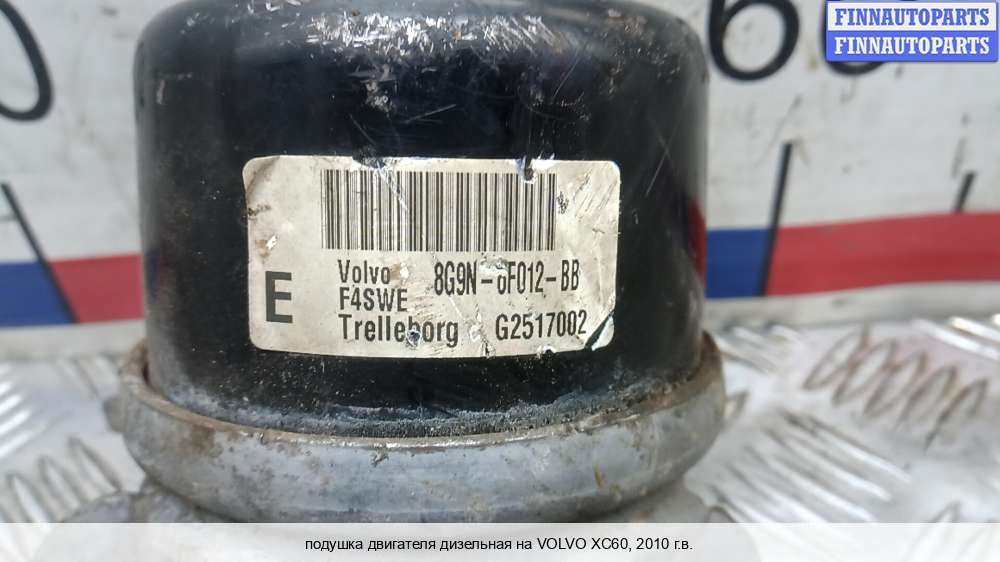 FINNAUTOPARTS
FINNAUTOPARTS
E
Volvo 8G9N-6F012-BB
F4SWE
Trelleborg G2517002
подушка двигателя дизельная на VOLVO XC60, 2010 г.в.